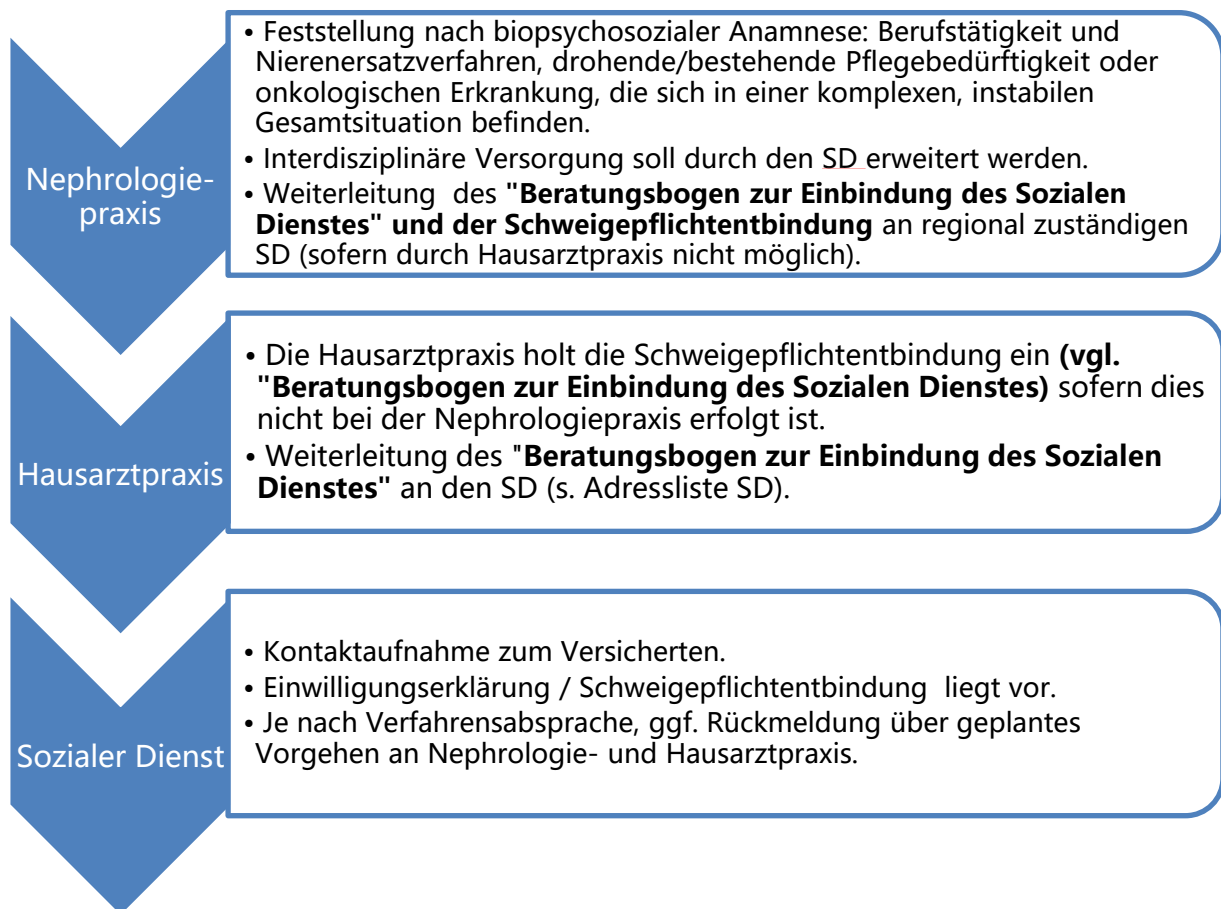 Nephrologie-
praxis
• Feststellung nach biopsychosozialer Anamnese: Berufstätigkeit und
Nierenersatzverfahren, drohende/bestehende Pflegebedürftigkeit oder
onkologischen Erkrankung, die sich in einer komplexen, instabilen
Gesamtsituation befinden.
• Interdisziplinäre Versorgung soll durch den SD erweitert werden.
• Weiterleitung des "Beratungsbogen zur Einbindung des Sozialen
Dienstes" und der Schweigepflichtentbindung an regional zuständigen
SD (sofern durch Hausarztpraxis nicht möglich).
Hausarztpraxis
• Die Hausarztpraxis holt die Schweigepflichtentbindung ein (vgl.
"Beratungsbogen zur Einbindung des Sozialen Dienstes) sofern dies
nicht bei der Nephrologiepraxis erfolgt ist.
• Weiterleitung des "Beratungsbogen zur Einbindung des Sozialen
Dienstes" an den SD (s. Adressliste SD).
Sozialer Dienst
• Kontaktaufnahme zum Versicherten.
• Einwilligungserklärung / Schweigepflichtentbindung liegt vor.
• Je nach Verfahrensabsprache, ggf. Rückmeldung über geplantes
Vorgehen an Nephrologie- und Hausarztpraxis.